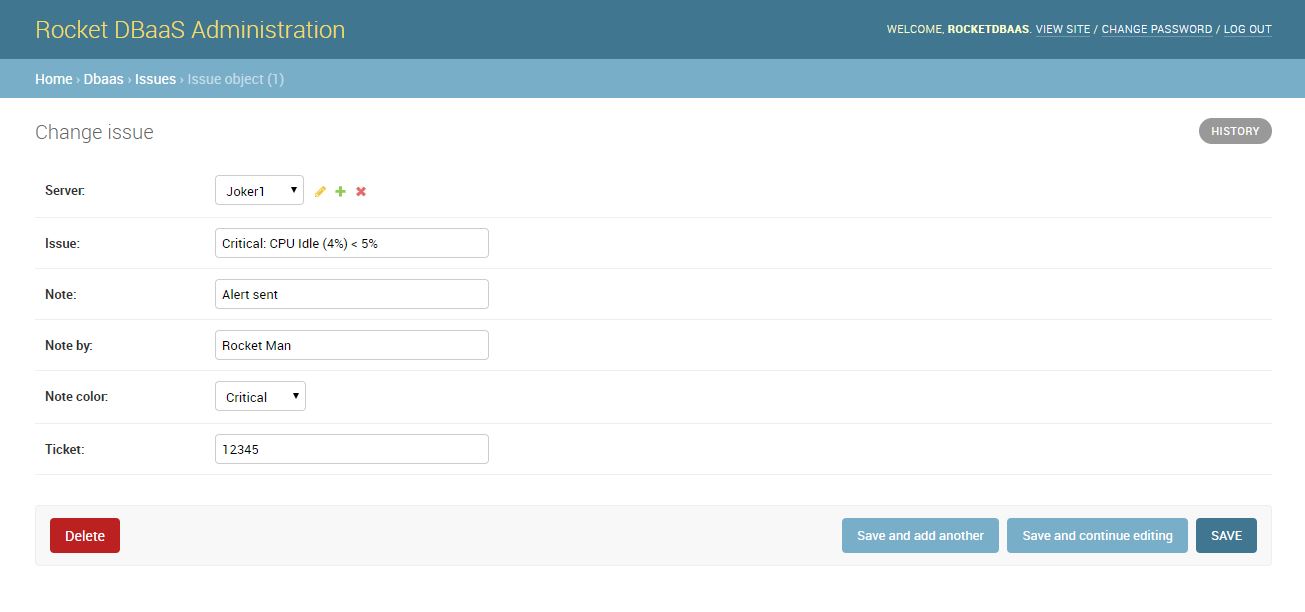 Rocket DBaaS Administration
WELCOME, ROCKETDBAAS. VIEW SITE / CHANGE PASSWORD / LOG OUT
Home › Dbaas › Issues › Issue object (1)
Change issue
HISTORY
Server: Joker1
Issue: Critical: CPU Idle (4%) < 5%
Note: Alert sent
Note by: Rocket Man
Note color: Critical
Ticket: 12345
Delete Save and add another Save and continue editing SAVE